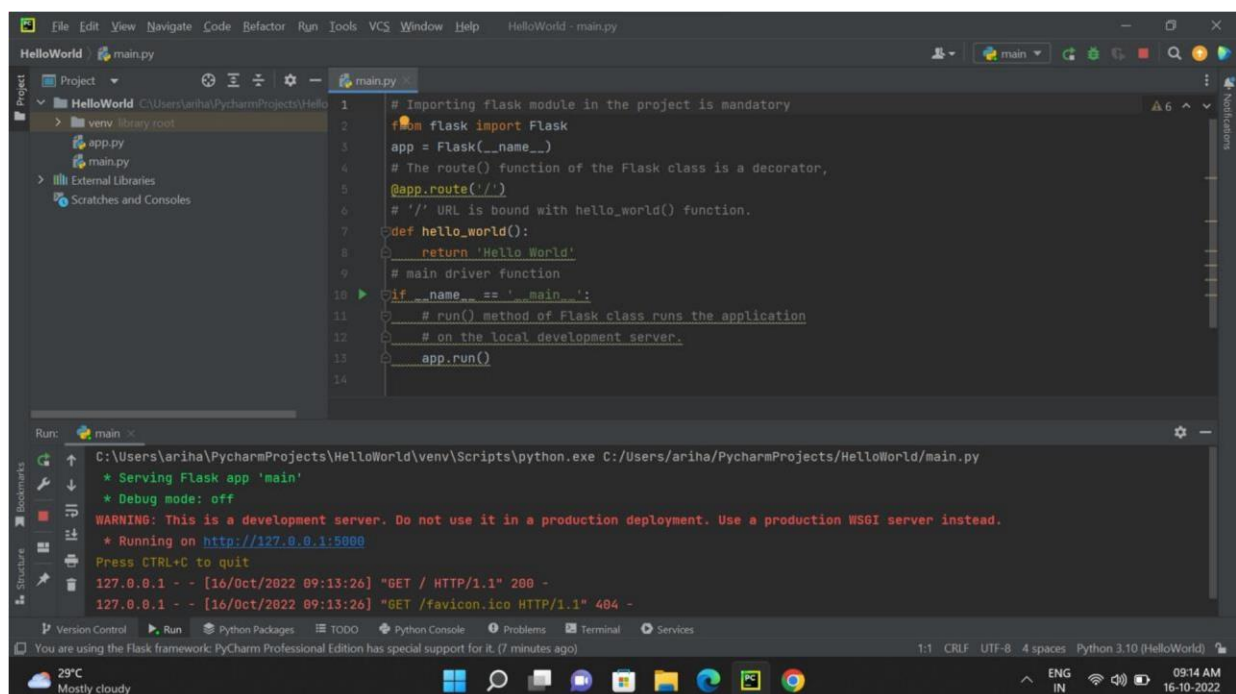 File Edit View Navigate Code Refactor Run Tools VCS Window Help HelloWorld - main.py
HelloWorld main.py main
Project main.py
HelloWorld C:\Users\ariha\PycharmProjects\Hello
venv library root
app.py
main.py
External Libraries
Scratches and Consoles
Project
Notifications
6
1 # Importing flask module in the project is mandatory
2 from flask import Flask
3 app = Flask(__name__)
4 # The route() function of the Flask class is a decorator,
5 @app.route('/')
6 # '/' URL is bound with hello_world() function.
7 def hello_world():
8 return 'Hello World'
9 # main driver function
10 if __name__ == '__main__':
11 # run() method of Flask class runs the application
12 # on the local development server.
13 app.run()
14
Run: main
C:\Users\ariha\PycharmProjects\HelloWorld\venv\Scripts\python.exe C:/Users/ariha/PycharmProjects/HelloWorld/main.py
* Serving Flask app 'main'
* Debug mode: off
WARNING: This is a development server. Do not use it in a production deployment. Use a production WSGI server instead.
* Running on http://127.0.0.1:5000
Press CTRL+C to quit
127.0.0.1 - - [16/Oct/2022 09:13:26] "GET / HTTP/1.1" 200 -
127.0.0.1 - - [16/Oct/2022 09:13:26] "GET /favicon.ico HTTP/1.1" 404 -
Bookmarks
Structure
Version Control Run Python Packages TODO Python Console Problems Terminal Services
You are using the Flask framework: PyCharm Professional Edition has special support for it. (7 minutes ago) 1:1 CRLF UTF-8 4 spaces Python 3.10 (HelloWorld)
29°C
Mostly cloudy
ENG
IN
09:14 AM
16-10-2022